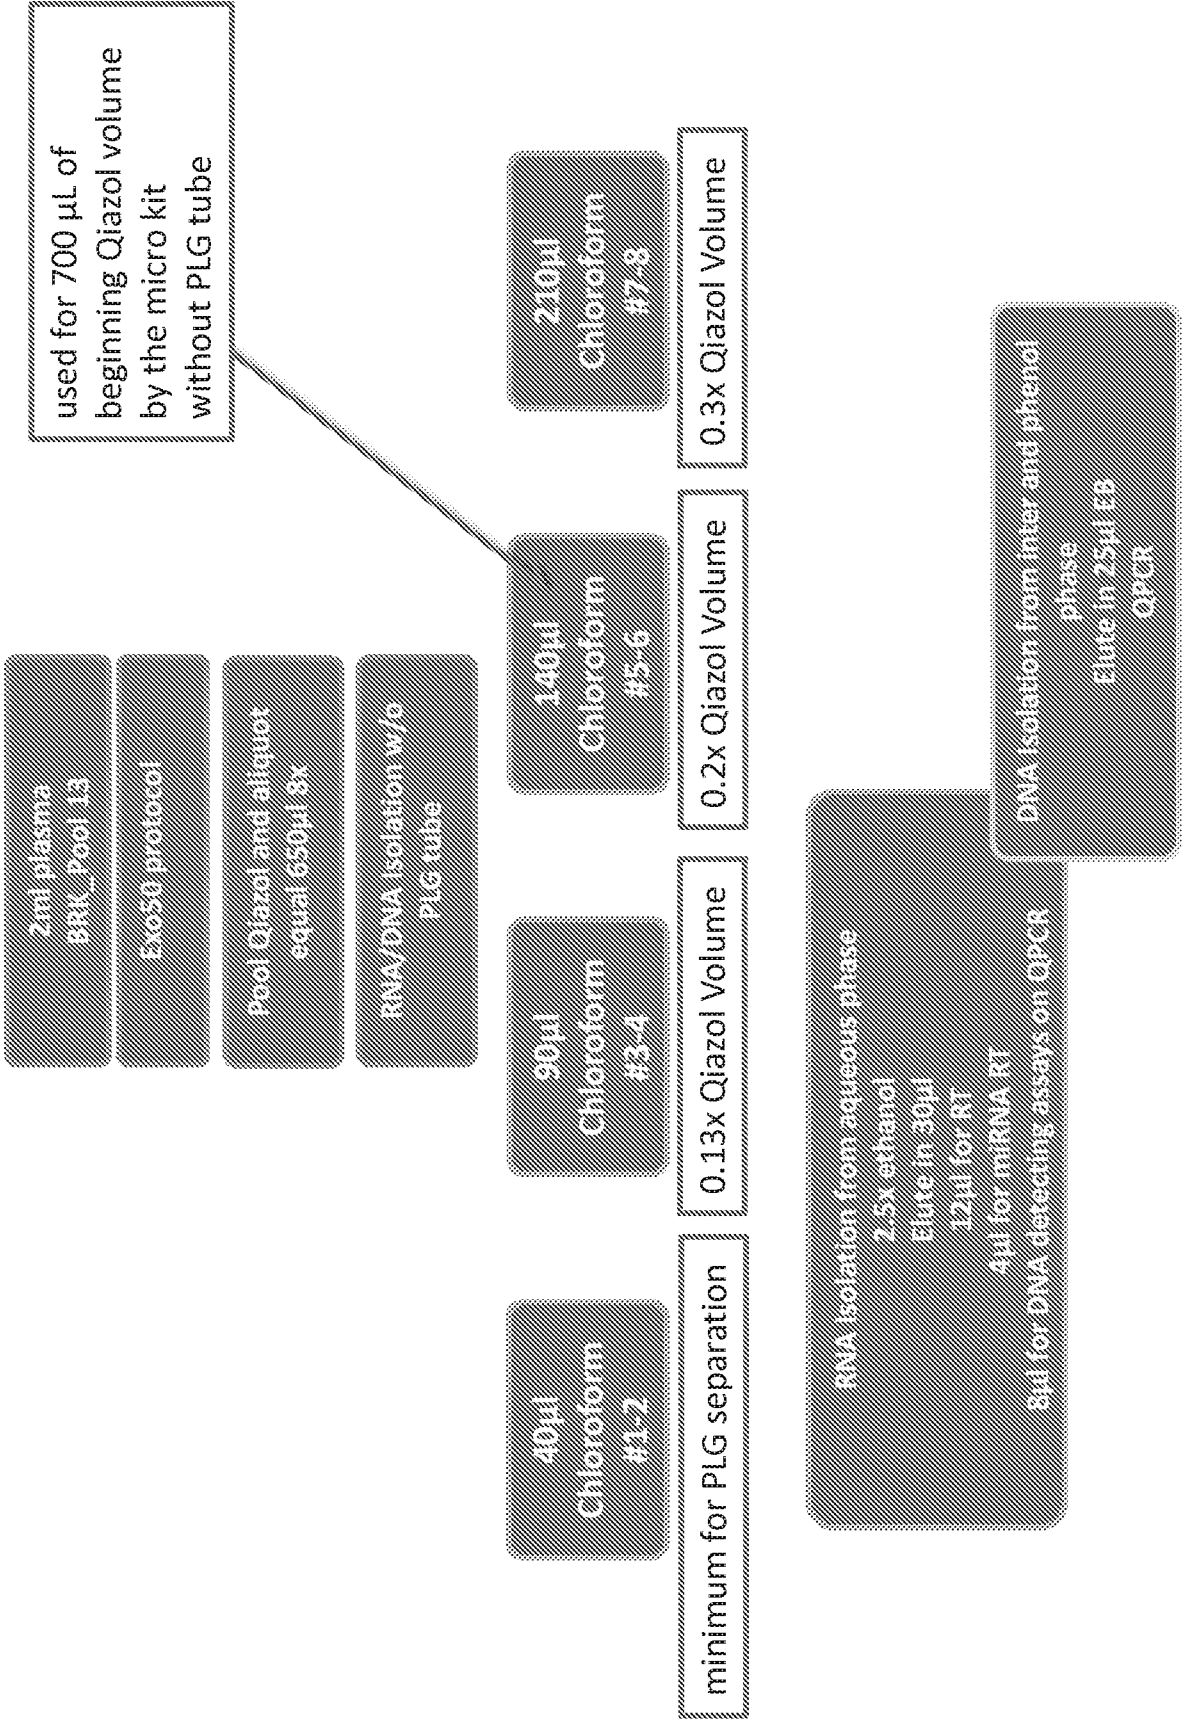 2ml plasma
BRK_Pool 13
Exo50 protocol
Pool Qiazol and aliquot
equal 650µl 8x
RNA/DNA isolation w/o
PLG tube
used for 700 µL of
beginning Qiazol volume
by the micro kit
without PLG tube
40µl
Chloroform
#1-2
90µl
Chloroform
#3-4
140µl
Chloroform
#5-6
210µl
Chloroform
#7-8
minimum for PLG separation
0.13x Qiazol Volume
0.2x Qiazol Volume
0.3x Qiazol Volume
RNA isolation from aqueous phase
2.5x ethanol
Elute in 30µl
12µl for RT
4µl for miRNA RT
8µl for DNA detecting assays on QPCR
DNA isolation from inter and phenol
phase
Elute in 25µl EB
QPCR